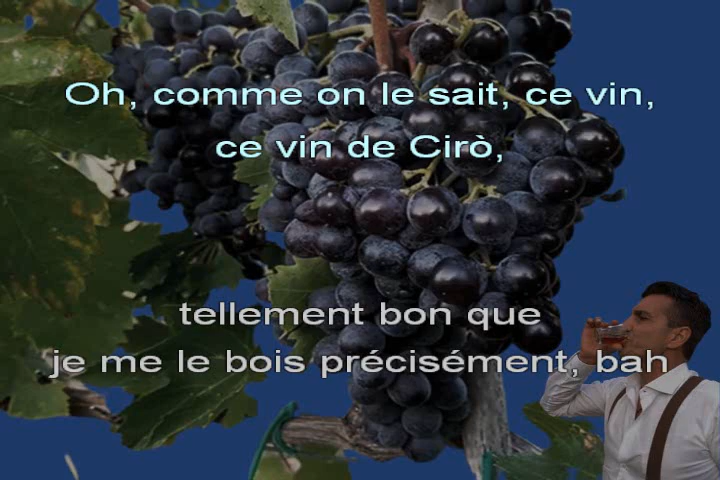 Oh, comme on le sait, ce vin,
ce vin de Cirò,
tellement bon que
je me le bois précisément, bah